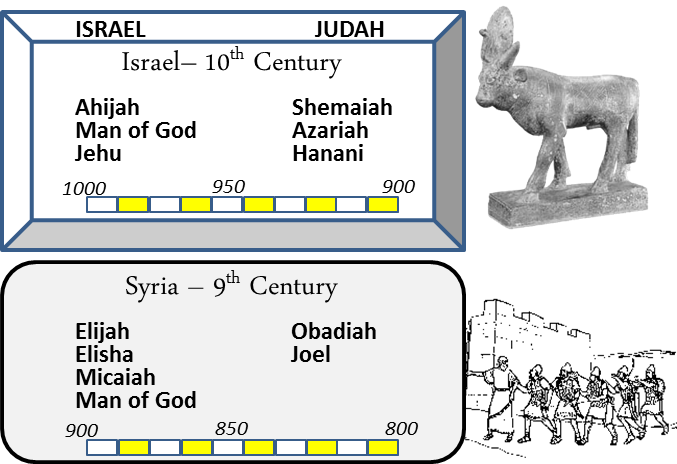 ISRAEL JUDAH
Israel– 10th Century
Ahijah Shemaiah
Man of God Azariah
Jehu Hanani
1000 950 900
Syria – 9th Century
Elijah Obadiah
Elisha Joel
Micaiah
Man of God
900 850 800